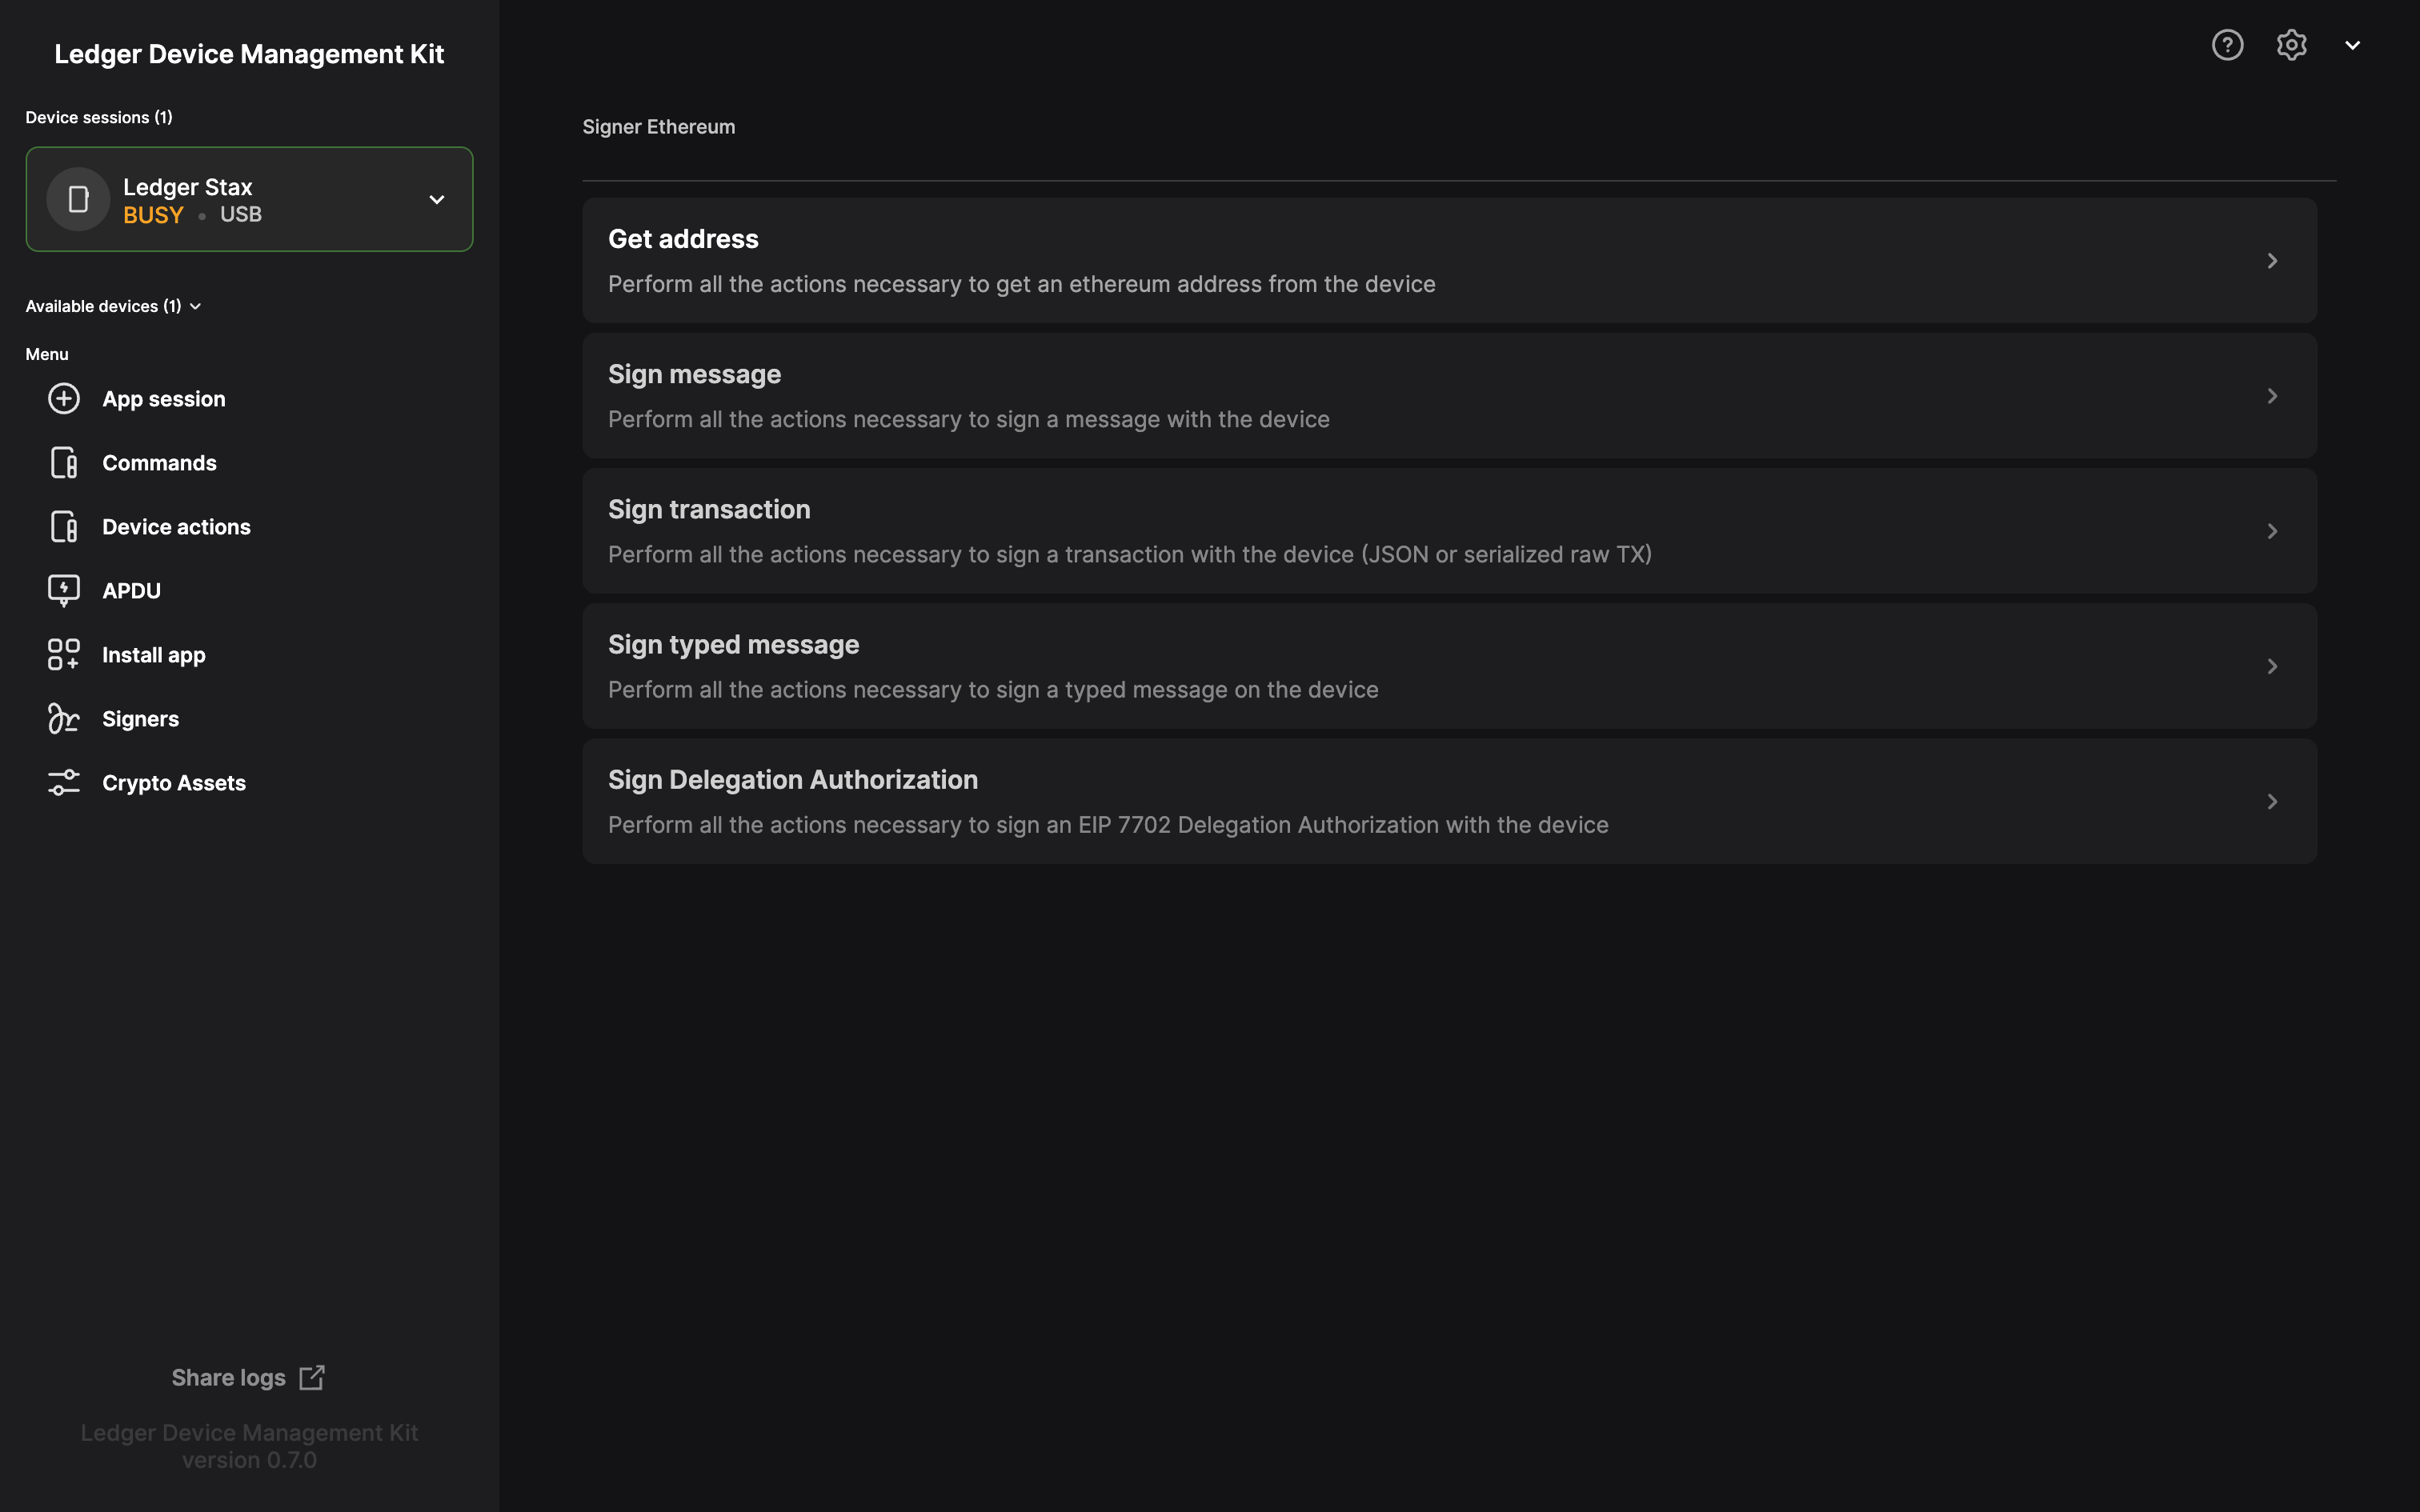 Ledger Device Management Kit
Device sessions (1)
Ledger Stax
BUSY • USB
Available devices (1)
Menu
App session
Commands
Device actions
APDU
Install app
Signers
Crypto Assets
Share logs
Ledger Device Management Kit
version 0.7.0
Signer Ethereum
Get address
Perform all the actions necessary to get an ethereum address from the device
Sign message
Perform all the actions necessary to sign a message with the device
Sign transaction
Perform all the actions necessary to sign a transaction with the device (JSON or serialized raw TX)
Sign typed message
Perform all the actions necessary to sign a typed message on the device
Sign Delegation Authorization
Perform all the actions necessary to sign an EIP 7702 Delegation Authorization with the device